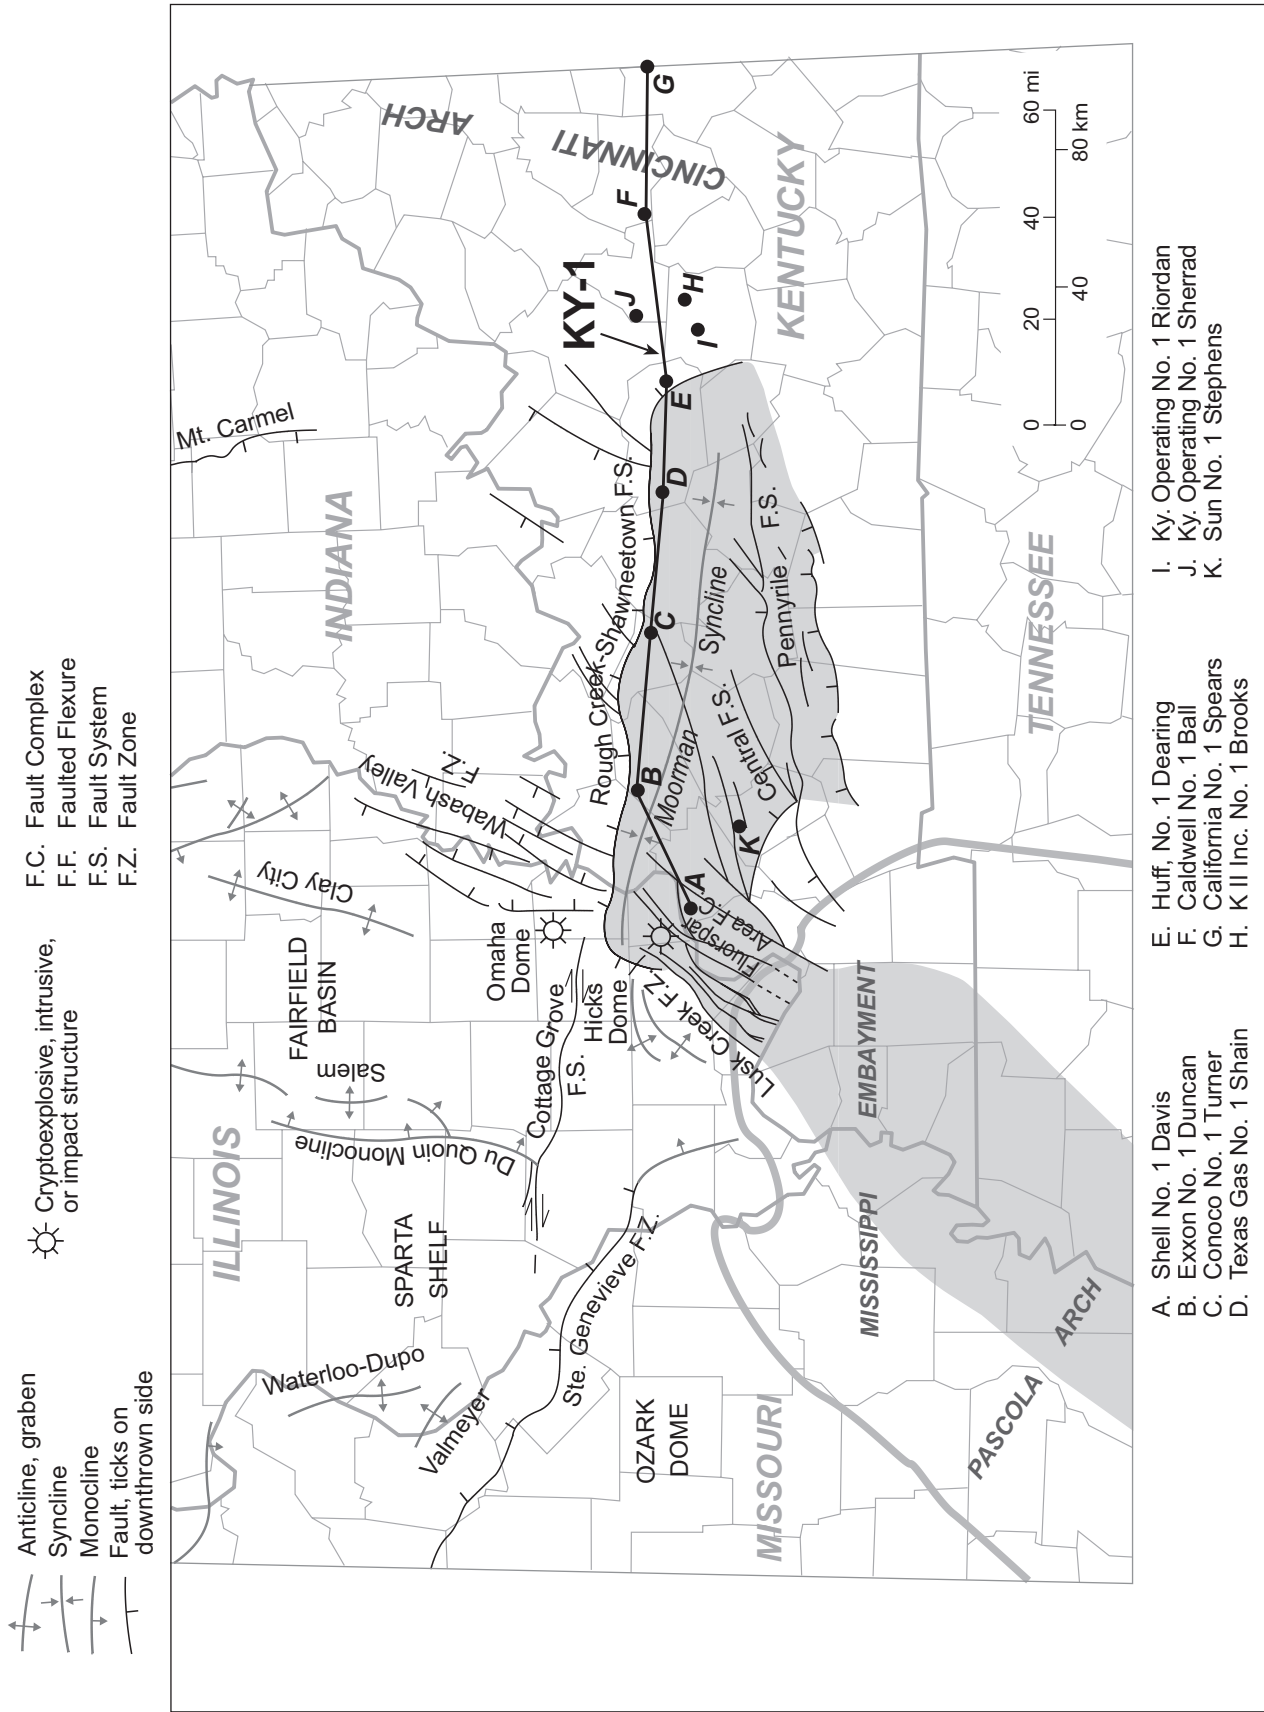 Anticline, graben
Syncline
Monocline
Fault, ticks on
downthrown side
Cryptoexplosive, intrusive,
or impact structure
F.C. Fault Complex
F.F. Faulted Flexure
F.S. Fault System
F.Z. Fault Zone
ILLINOIS
INDIANA
Mt. Carmel
Clay City
FAIRFIELD
BASIN
Salem
Du Quoin Monocline
SPARTA
SHELF
Waterloo-Dupo
Valmeyer
Wabash Valley
F.Z.
Omaha
Dome
Cottage Grove
F.S.
Hicks
Dome
Ste. Genevieve F.Z.
OZARK
DOME
MISSOURI
Lusk Creek F.Z.
Fluorspar
Area F.C.
Rough Creek-Shawneetown F.S.
Moorman
Syncline
Central F.S.
Pennyrile
F.S.
KY-1
A
B
C
D
E
F
G
H
I
J
K
CINCINNATI
ARCH
KENTUCKY
TENNESSEE
MISSISSIPPI
EMBAYMENT
PASCOLA
ARCH
0 20 40 60 mi
0 40 80 km
A. Shell No. 1 Davis
B. Exxon No. 1 Duncan
C. Conoco No. 1 Turner
D. Texas Gas No. 1 Shain
E. Huff, No. 1 Dearing
F. Caldwell No. 1 Ball
G. California No. 1 Spears
H. K II Inc. No. 1 Brooks
I. Ky. Operating No. 1 Riordan
J. Ky. Operating No. 1 Sherrad
K. Sun No. 1 Stephens